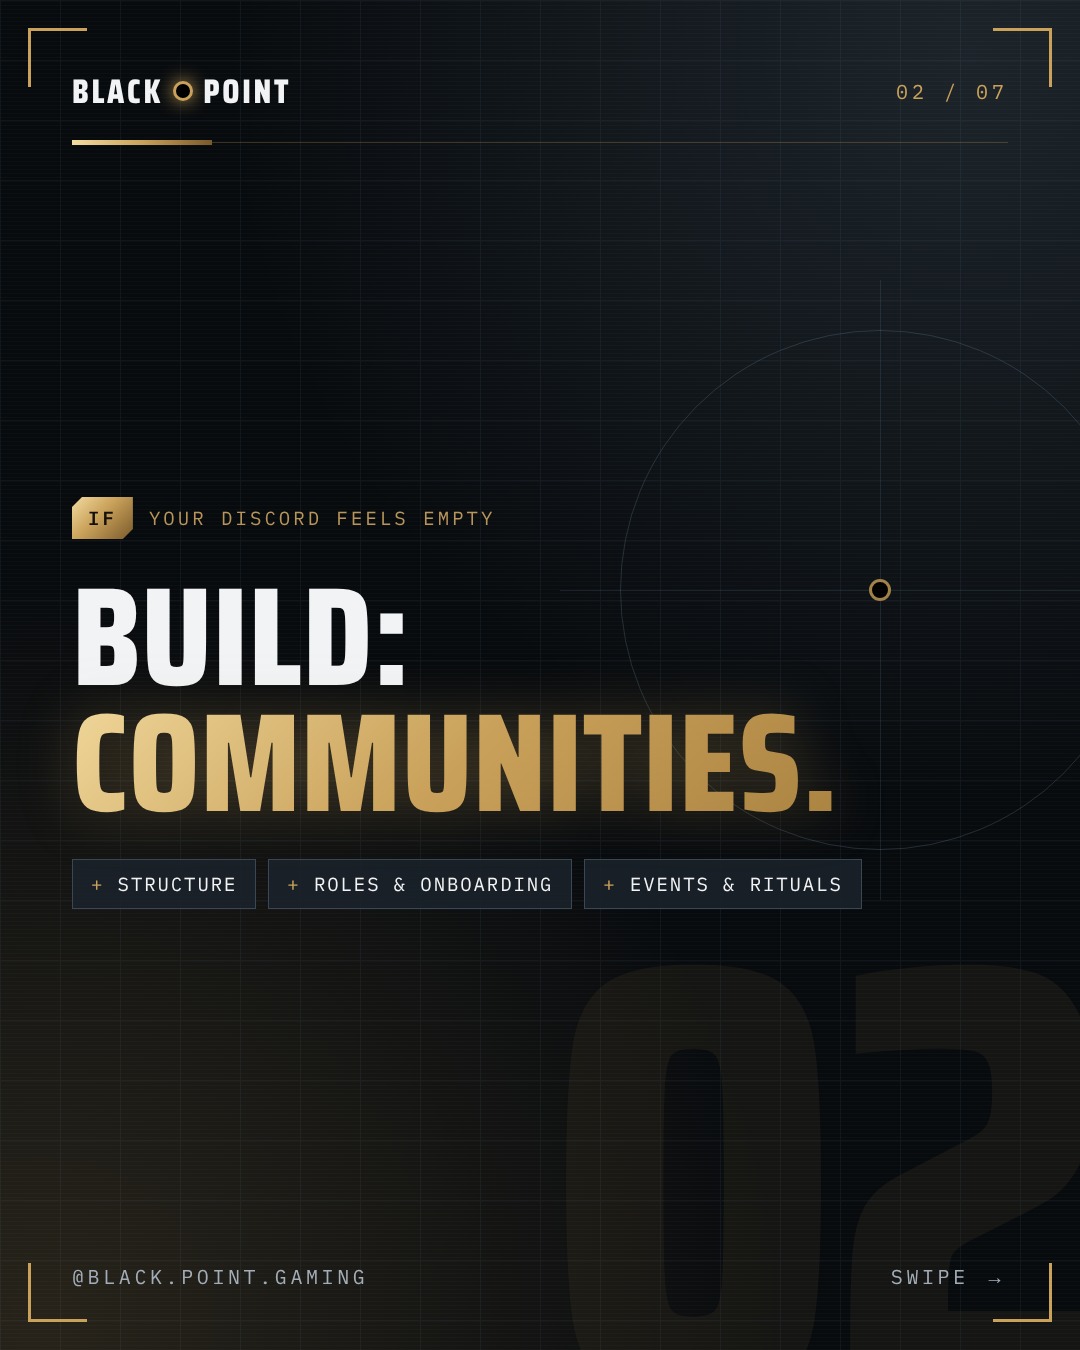 BLACK POINT
02 / 07
IF YOUR DISCORD FEELS EMPTY
BUILD:
COMMUNITIES.
+ STRUCTURE
+ ROLES & ONBOARDING
+ EVENTS & RITUALS
02
@BLACK.POINT.GAMING
SWIPE →